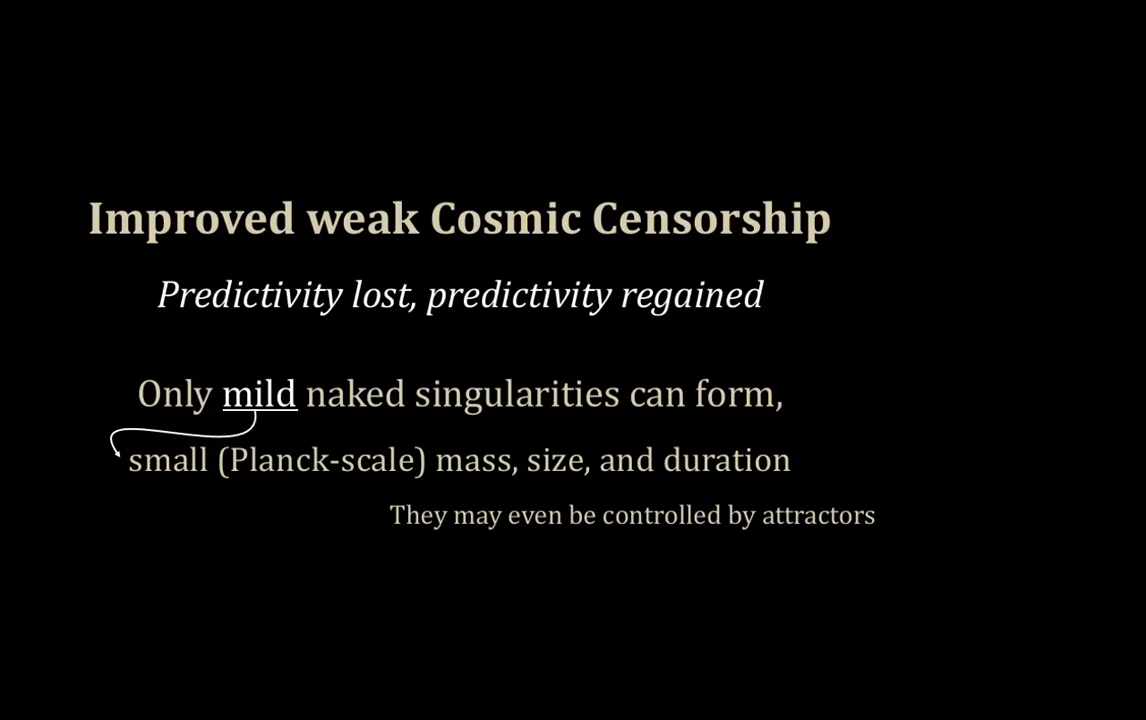 Improved weak Cosmic Censorship
Predictivity lost, predictivity regained
Only mild naked singularities can form,
small (Planck-scale) mass, size, and duration
They may even be controlled by attractors